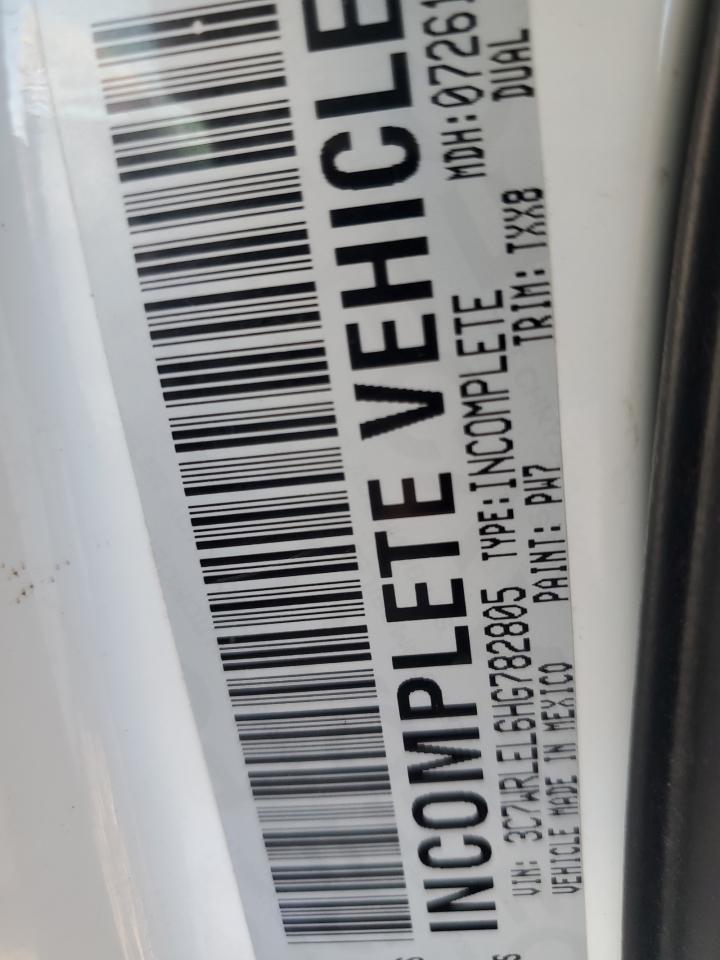 INCOMPLETE VEHICLE
VIN: 3C7WRLEL6HG782805 TYPE:INCOMPLETE MDH:07261
VEHICLE MADE IN MEXICO PAINT: PW7 TRIM: TXX8 DUAL